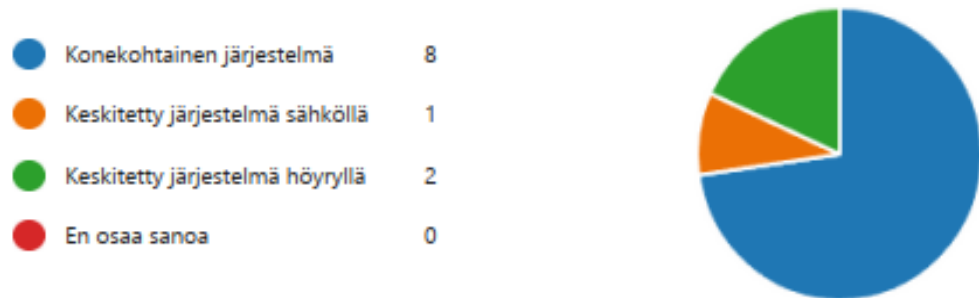 Konekohtainen järjestelmä 8
Keskitetty järjestelmä sähköllä 1
Keskitetty järjestelmä höyryllä 2
En osaa sanoa 0